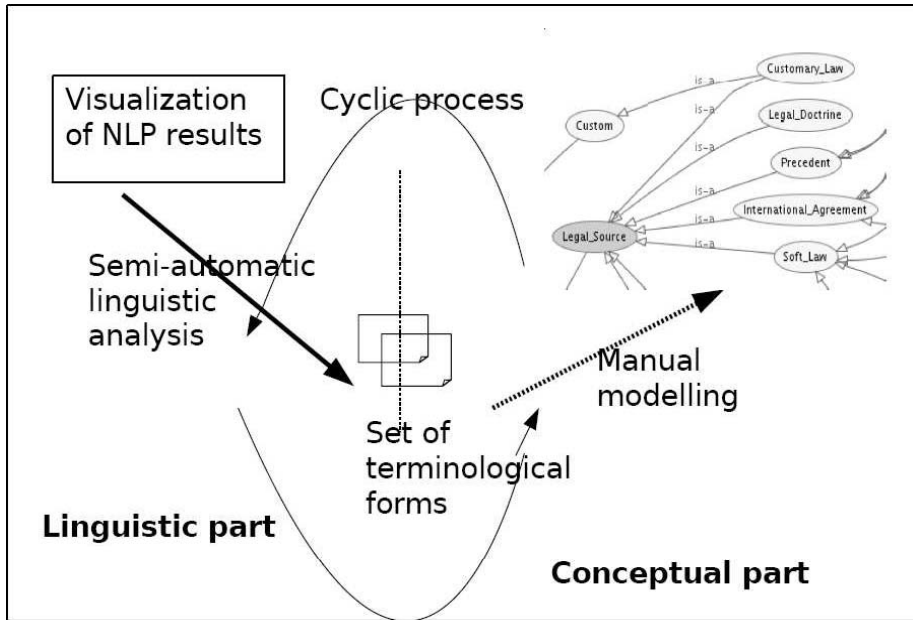 Visualization
of NLP results
Cyclic process
Customary_Law
is-a
Legal_Doctrine
is-a
Custom
is-a
Precedent
is-a
International_Agreement
is-a
Legal_Source
is-a
Soft_Law
Semi-automatic
linguistic
analysis
Manual
modelling
Set of
terminological
forms
Linguistic part
Conceptual part